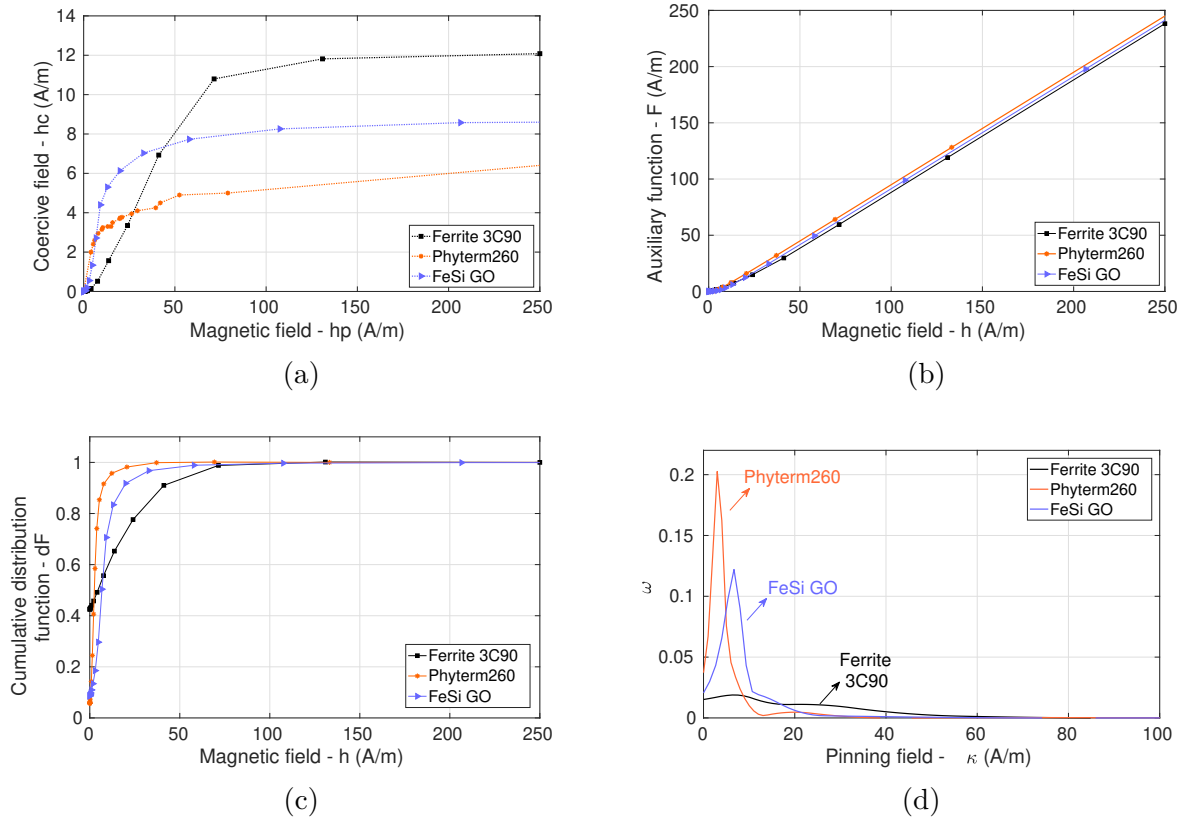 14
12
10
8
6
4
2
0
0
50
100
150
200
250
Coercive field - hc (A/m)
Magnetic field - hp (A/m)
Ferrite 3C90
Phyterm260
FeSi GO
(a)
250
200
150
100
50
0
0
50
100
150
200
250
Auxiliary function - F (A/m)
Magnetic field - h (A/m)
Ferrite 3C90
Phyterm260
FeSi GO
(b)
1
0.8
0.6
0.4
0.2
0
0
50
100
150
200
250
Cumulative distribution
function - dF
Magnetic field - h (A/m)
Ferrite 3C90
Phyterm260
FeSi GO
(c)
0.2
0.15
0.1
0.05
0
0
20
40
60
80
100
ω
Pinning field - κ (A/m)
Phyterm260
FeSi GO
Ferrite
3C90
Ferrite 3C90
Phyterm260
FeSi GO
(d)